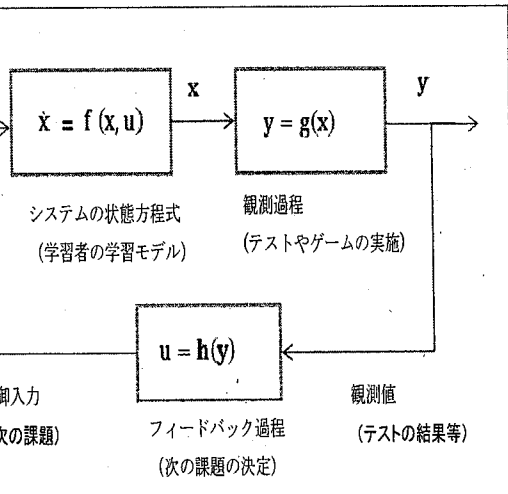 x
y
ẋ = f (x, u)
y = g(x)
システムの状態方程式
(学習者の学習モデル)
観測過程
(テストやゲームの実施)
u = h(y)
御入力
次の課題)
フィードバック過程
(次の課題の決定)
観測値
(テストの結果等)